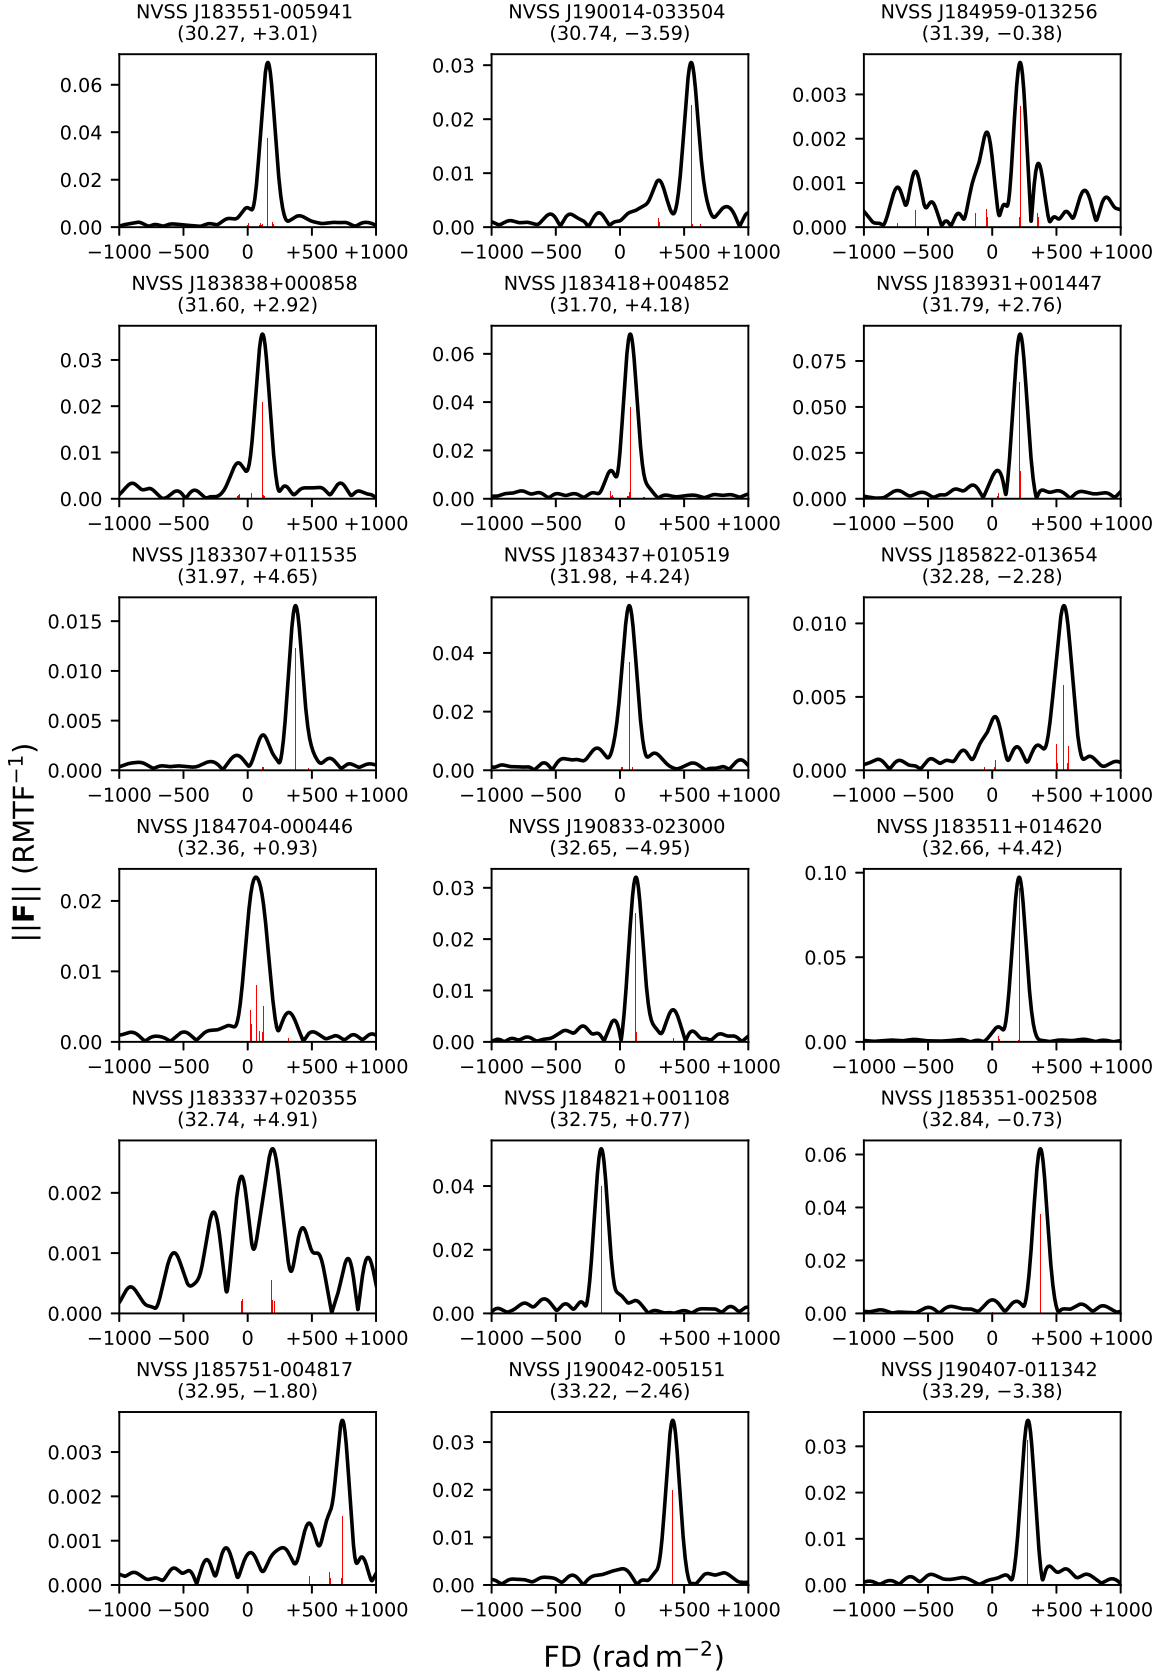 NVSS J183551-005941
(30.27, +3.01)
0.06
0.04
0.02
0.00
−1000 −500 0 +500 +1000
NVSS J190014-033504
(30.74, −3.59)
0.03
0.02
0.01
0.00
−1000 −500 0 +500 +1000
NVSS J184959-013256
(31.39, −0.38)
0.003
0.002
0.001
0.000
−1000 −500 0 +500 +1000
NVSS J183838+000858
(31.60, +2.92)
0.03
0.02
0.01
0.00
−1000 −500 0 +500 +1000
NVSS J183418+004852
(31.70, +4.18)
0.06
0.04
0.02
0.00
−1000 −500 0 +500 +1000
NVSS J183931+001447
(31.79, +2.76)
0.075
0.050
0.025
0.000
−1000 −500 0 +500 +1000
NVSS J183307+011535
(31.97, +4.65)
0.015
0.010
0.005
0.000
−1000 −500 0 +500 +1000
NVSS J183437+010519
(31.98, +4.24)
0.04
0.02
0.00
−1000 −500 0 +500 +1000
NVSS J185822-013654
(32.28, −2.28)
0.010
0.005
0.000
−1000 −500 0 +500 +1000
NVSS J184704-000446
(32.36, +0.93)
0.02
0.01
0.00
−1000 −500 0 +500 +1000
NVSS J190833-023000
(32.65, −4.95)
0.03
0.02
0.01
0.00
−1000 −500 0 +500 +1000
NVSS J183511+014620
(32.66, +4.42)
0.10
0.05
0.00
−1000 −500 0 +500 +1000
NVSS J183337+020355
(32.74, +4.91)
0.002
0.001
0.000
−1000 −500 0 +500 +1000
NVSS J184821+001108
(32.75, +0.77)
0.04
0.02
0.00
−1000 −500 0 +500 +1000
NVSS J185351-002508
(32.84, −0.73)
0.06
0.04
0.02
0.00
−1000 −500 0 +500 +1000
NVSS J185751-004817
(32.95, −1.80)
0.003
0.002
0.001
0.000
−1000 −500 0 +500 +1000
NVSS J190042-005151
(33.22, −2.46)
0.03
0.02
0.01
0.00
−1000 −500 0 +500 +1000
NVSS J190407-011342
(33.29, −3.38)
0.03
0.02
0.01
0.00
−1000 −500 0 +500 +1000
||F|| (RMTF⁻¹)
FD (rad m⁻²)